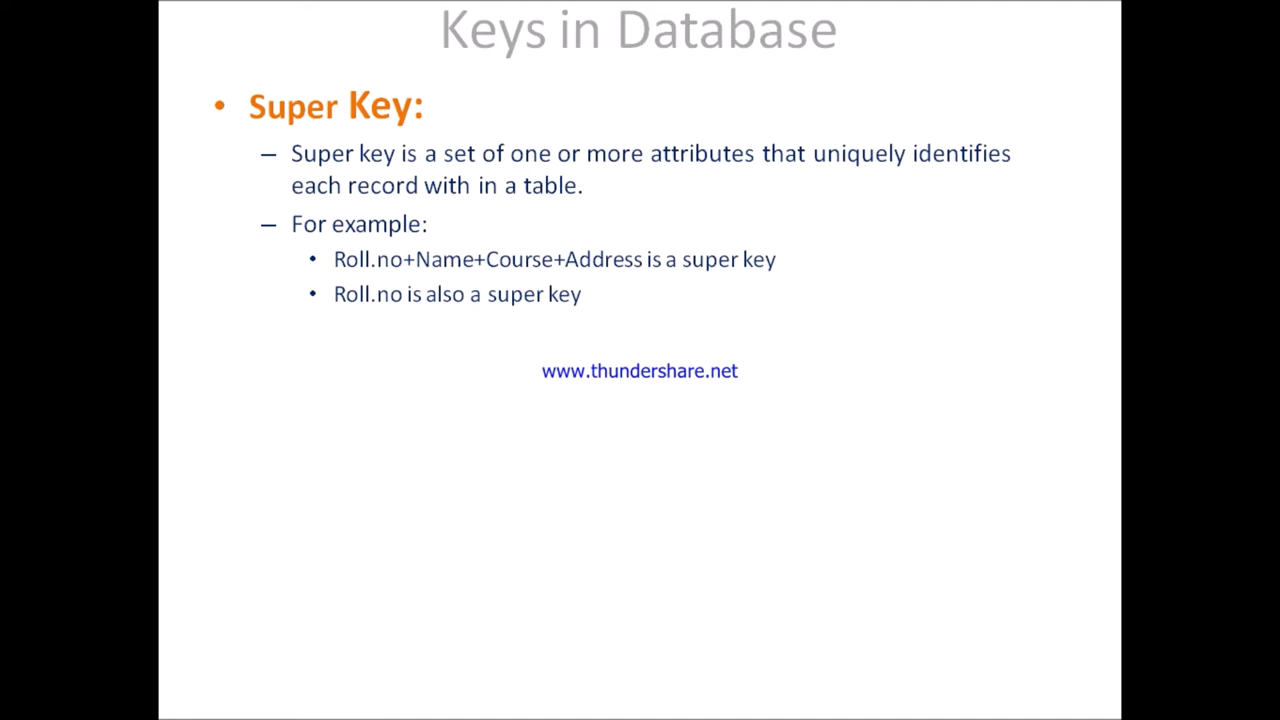 Keys in Database
• Super Key:
– Super key is a set of one or more attributes that uniquely identifies
each record with in a table.
– For example:
• Roll.no+Name+Course+Address is a super key
• Roll.no is also a super key
www.thundershare.net